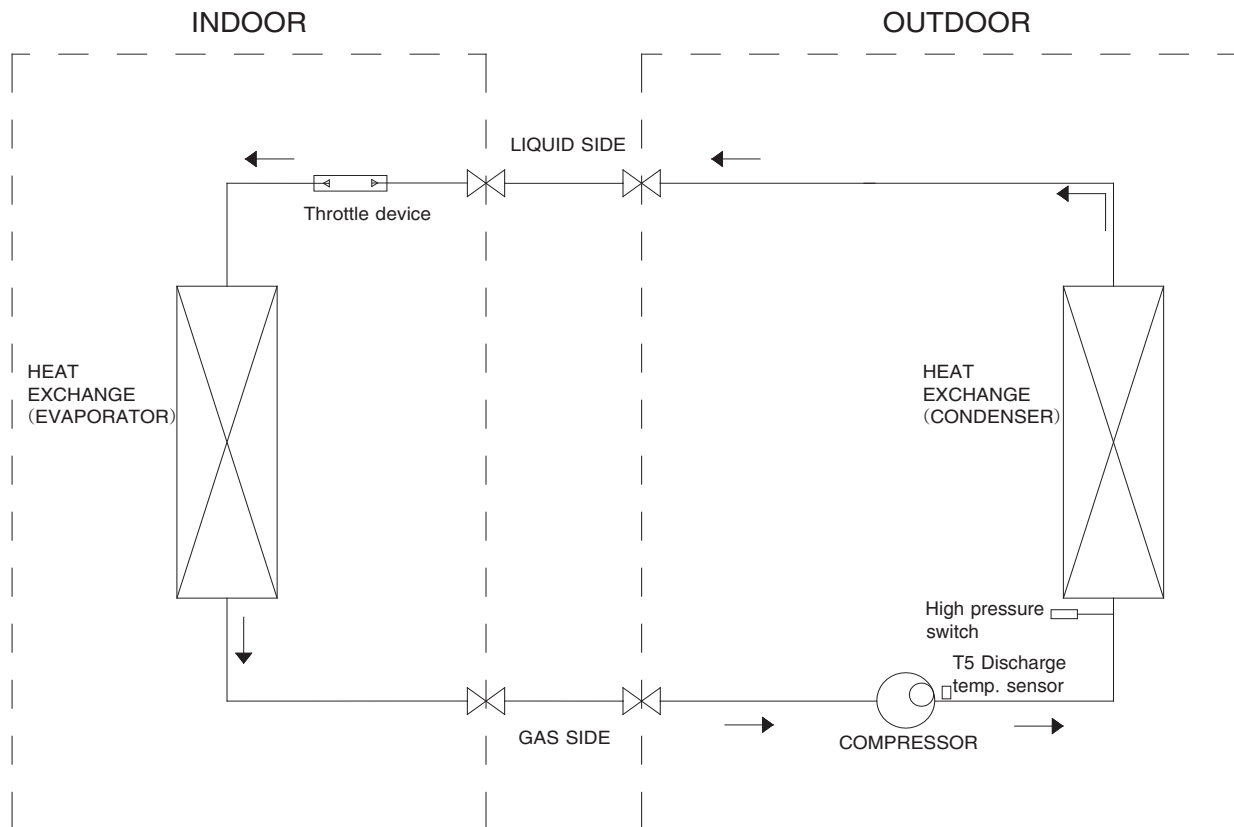 INDOOR
OUTDOOR
LIQUID SIDE
Throttle device
HEAT
EXCHANGE
(EVAPORATOR)
HEAT
EXCHANGE
(CONDENSER)
High pressure
switch
T5 Discharge
temp. sensor
GAS SIDE
COMPRESSOR